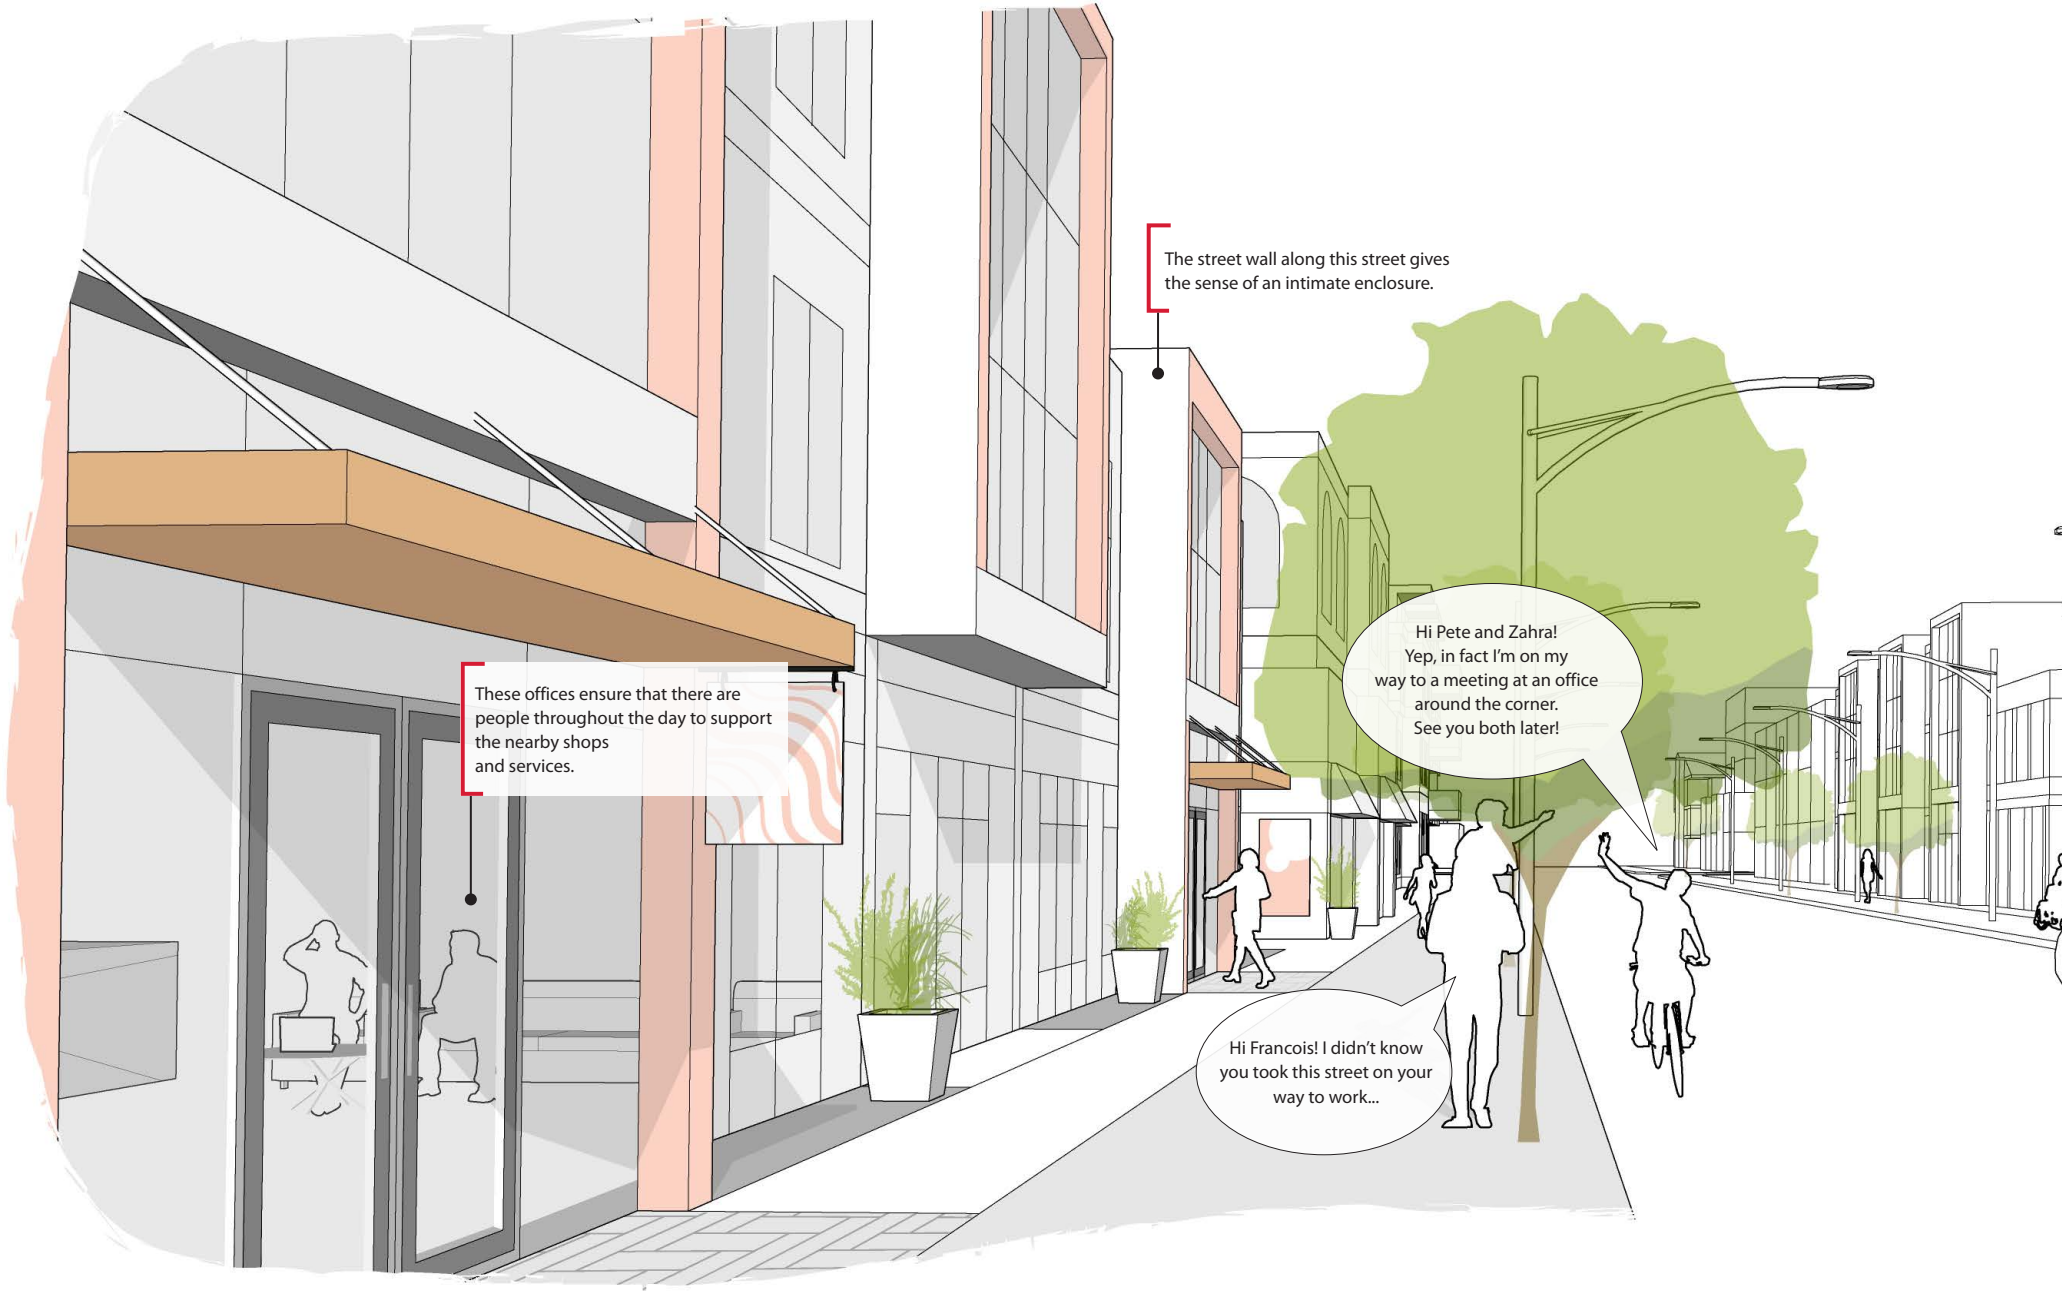 The street wall along this street gives
the sense of an intimate enclosure.
These offices ensure that there are
people throughout the day to support
the nearby shops
and services.
Hi Pete and Zahra!
Yep, in fact I’m on my
way to a meeting at an office
around the corner.
See you both later!
Hi Francois! I didn’t know
you took this street on your
way to work...